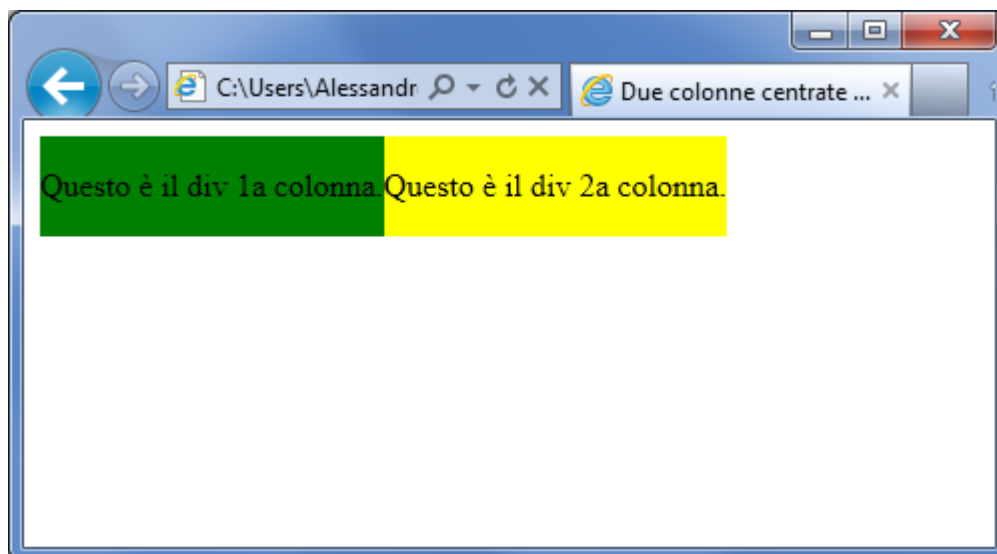 C:\Users\Alessandr
Due colonne centrate ...
Questo è il div 1a colonna.Questo è il div 2a colonna.